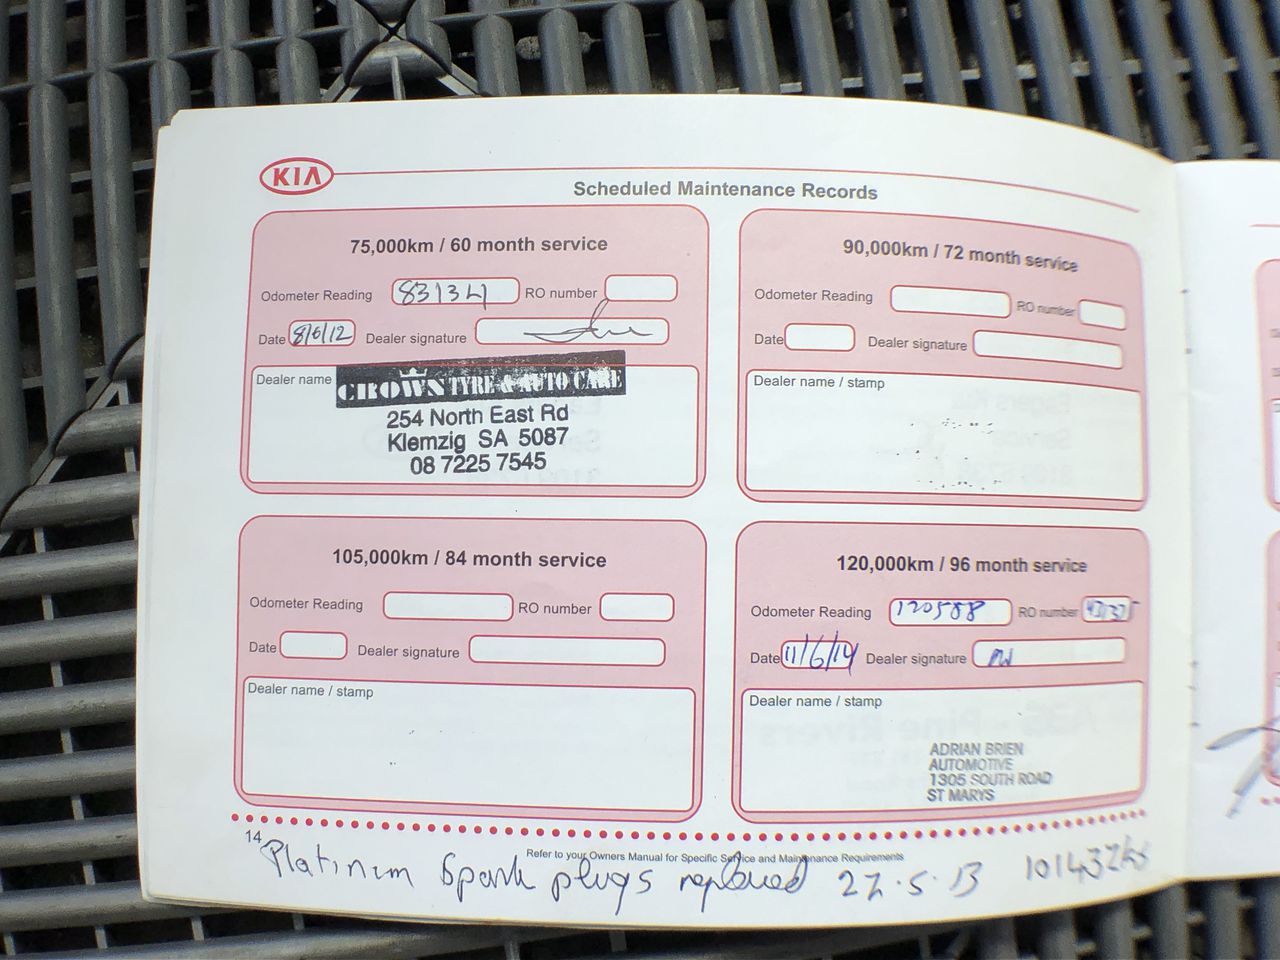 KIA
Scheduled Maintenance Records
75,000km / 60 month service
Odometer Reading 83134 RO number
Date 8/6/12 Dealer signature
Dealer name
CROWN TYRE & AUTO CARE
254 North East Rd
Klemzig SA 5087
08 7225 7545
90,000km / 72 month service
Odometer Reading RO number
Date Dealer signature
Dealer name / stamp
105,000km / 84 month service
Odometer Reading RO number
Date Dealer signature
Dealer name / stamp
120,000km / 96 month service
Odometer Reading 120588 RO number
Date 11/6/14 Dealer signature
Dealer name / stamp
ADRIAN BRIEN
AUTOMOTIVE
1305 SOUTH ROAD
ST MARYS
14
Refer to your Owners Manual for Specific Service and Maintenance Requirements
Platinum Spark plugs replaced 27.5.13 101432km